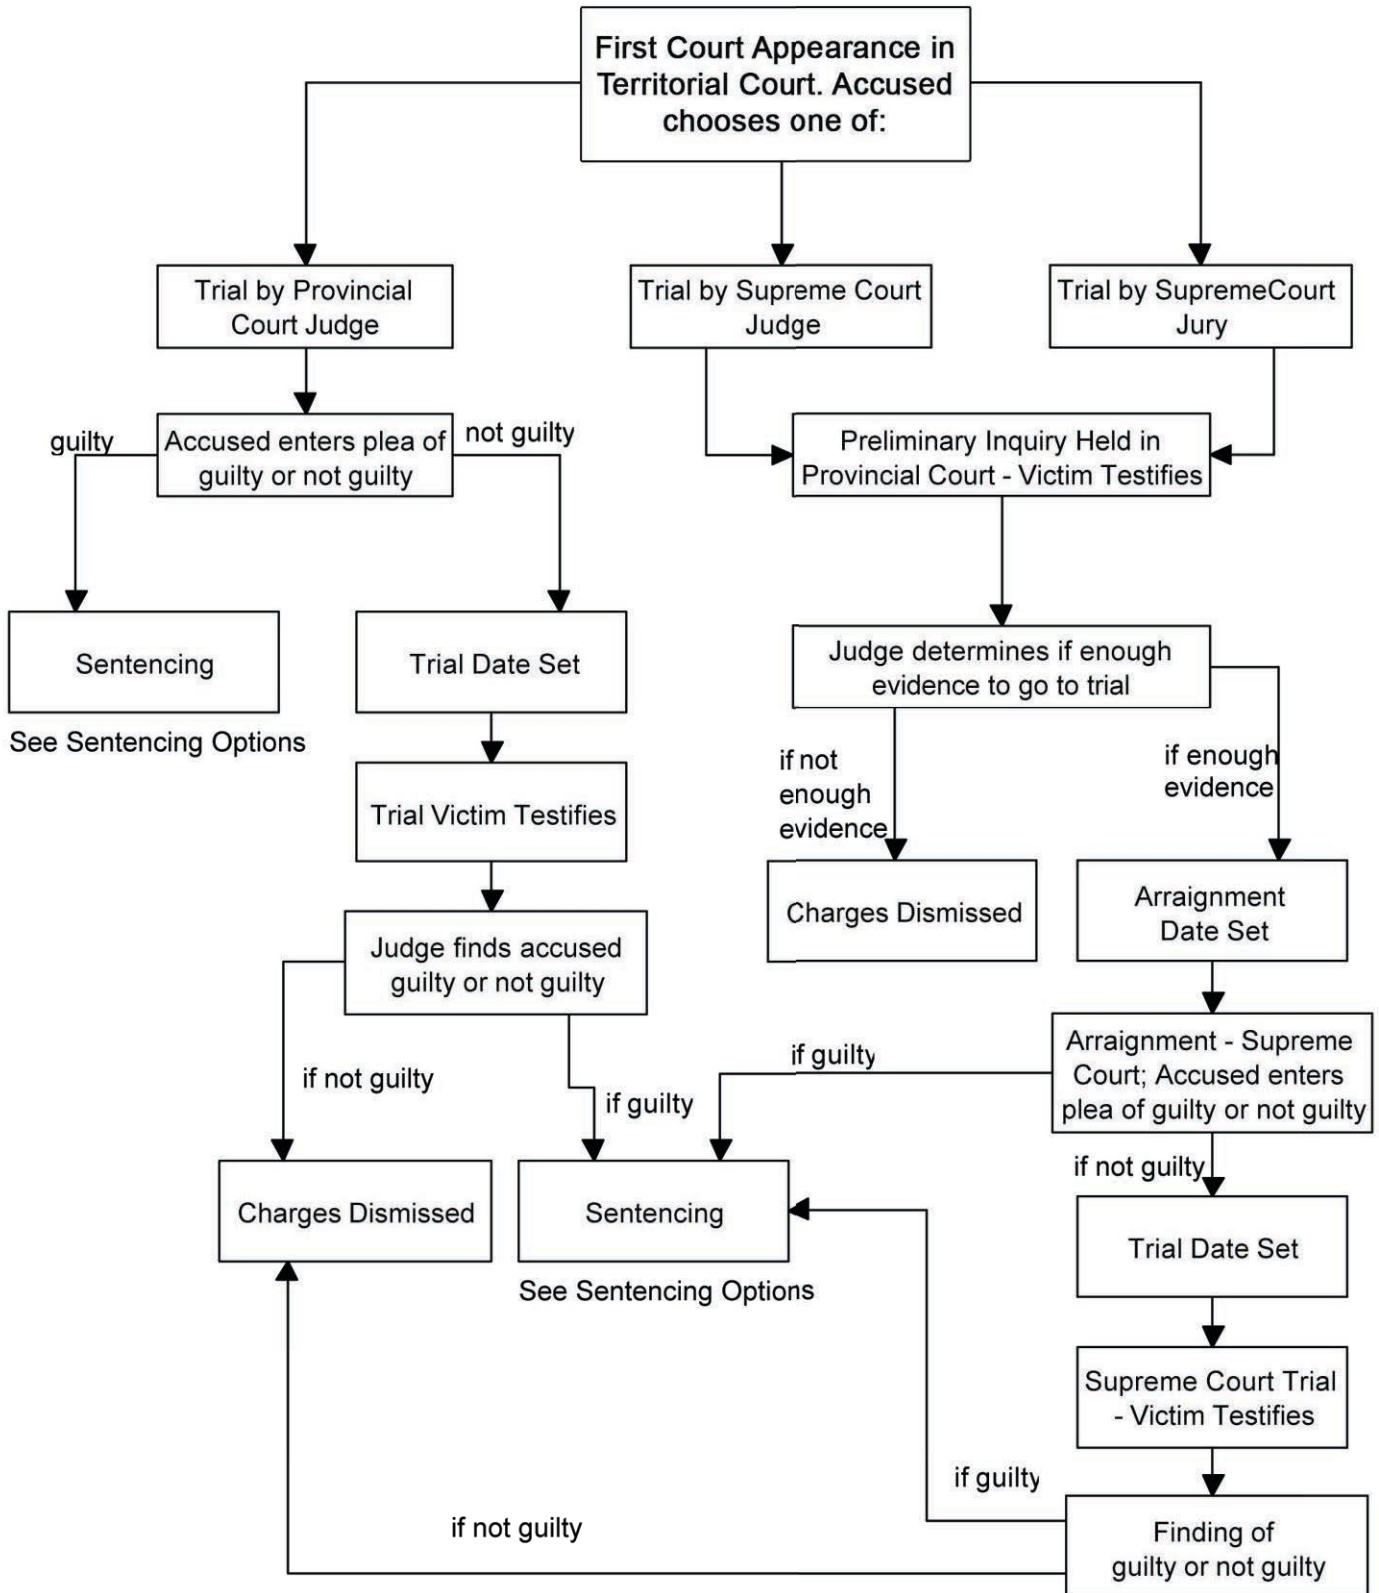 First Court Appearance in
Territorial Court. Accused
chooses one of:
Trial by Provincial
Court Judge
Trial by Supreme Court
Judge
Trial by SupremeCourt
Jury
guilty
Accused enters plea of
guilty or not guilty
not guilty
Preliminary Inquiry Held in
Provincial Court - Victim Testifies
Sentencing
See Sentencing Options
Trial Date Set
Judge determines if enough
evidence to go to trial
if not
enough
evidence
if enough
evidence
Trial Victim Testifies
Charges Dismissed
Arraignment
Date Set
Judge finds accused
guilty or not guilty
if not guilty
if guilty
if guilty
Arraignment - Supreme
Court; Accused enters
plea of guilty or not guilty
if not guilty
Charges Dismissed
Sentencing
See Sentencing Options
Trial Date Set
Supreme Court Trial
- Victim Testifies
if guilty
if not guilty
Finding of
guilty or not guilty